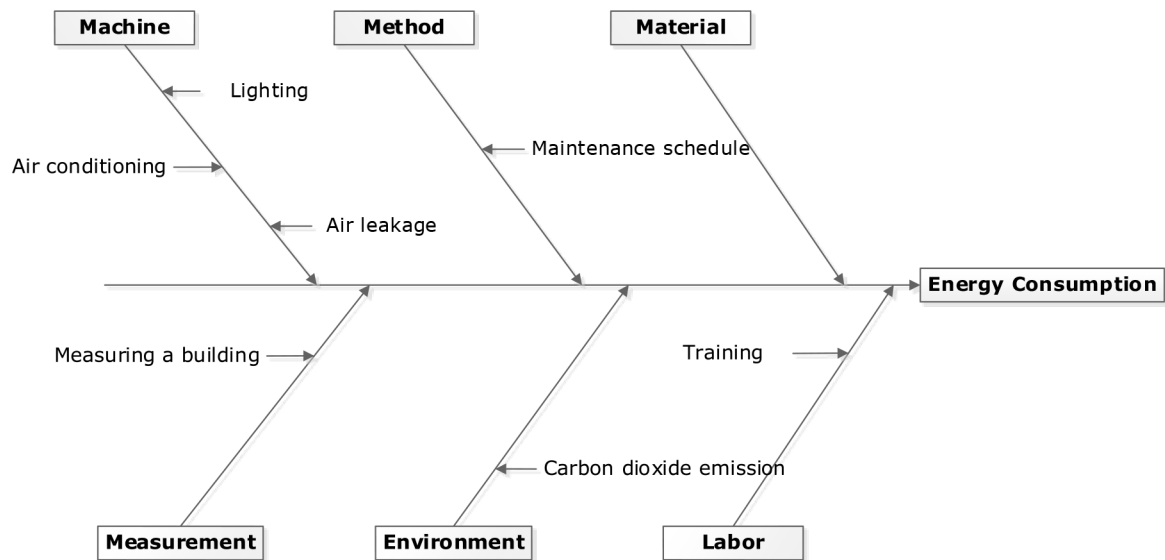 Machine
Method
Material
Lighting
Maintenance schedule
Air conditioning
Air leakage
Energy Consumption
Measuring a building
Training
Carbon dioxide emission
Measurement
Environment
Labor